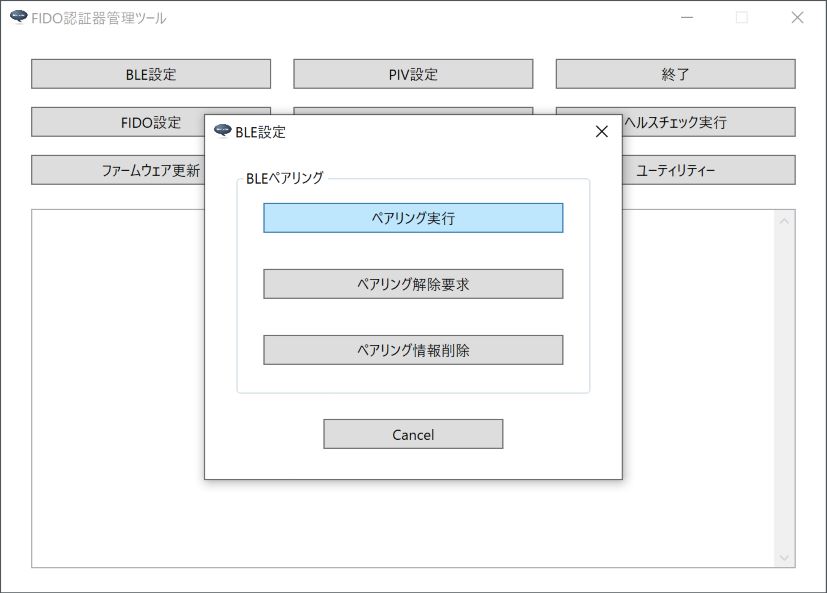 FIDO認証器管理ツール
BLE設定
PIV設定
終了
FIDO設定
ヘルスチェック実行
ファームウェア更新
ユーティリティー
BLE設定
BLEペアリング
ペアリング実行
ペアリング解除要求
ペアリング情報削除
Cancel